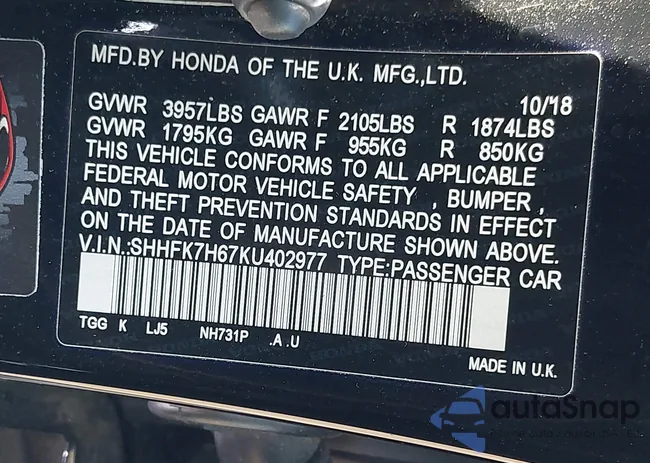 MFD.BY HONDA OF THE U.K. MFG.,LTD.
10/18
GVWR 3957LBS GAWR F 2105LBS R 1874LBS
GVWR 1795KG GAWR F 955KG R 850KG
THIS VEHICLE CONFORMS TO ALL APPLICABLE
FEDERAL MOTOR VEHICLE SAFETY , BUMPER ,
AND THEFT PREVENTION STANDARDS IN EFFECT
ON THE DATE OF MANUFACTURE SHOWN ABOVE.
V.I.N.:SHHFK7H67KU402977 TYPE:PASSENGER CAR
TGG K LJ5 NH731P .A .U
MADE IN U.K.
autoSnap